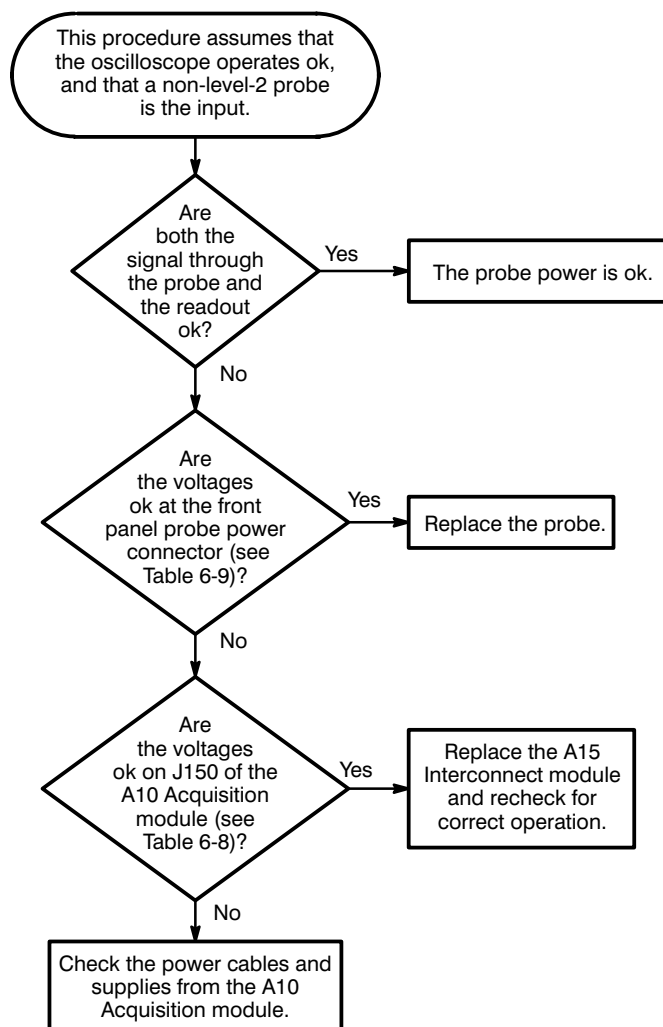 This procedure assumes that
the oscilloscope operates ok,
and that a non-level-2 probe
is the input.
Are
both the
signal through
the probe and
the readout
ok?
Yes
The probe power is ok.
No
Are
the voltages
ok at the front
panel probe power
connector (see
Table 6-9)?
Yes
Replace the probe.
No
Are
the voltages
ok on J150 of the
A10 Acquisition
module (see
Table 6-8)?
Yes
Replace the A15
Interconnect module
and recheck for
correct operation.
No
Check the power cables and
supplies from the A10
Acquisition module.